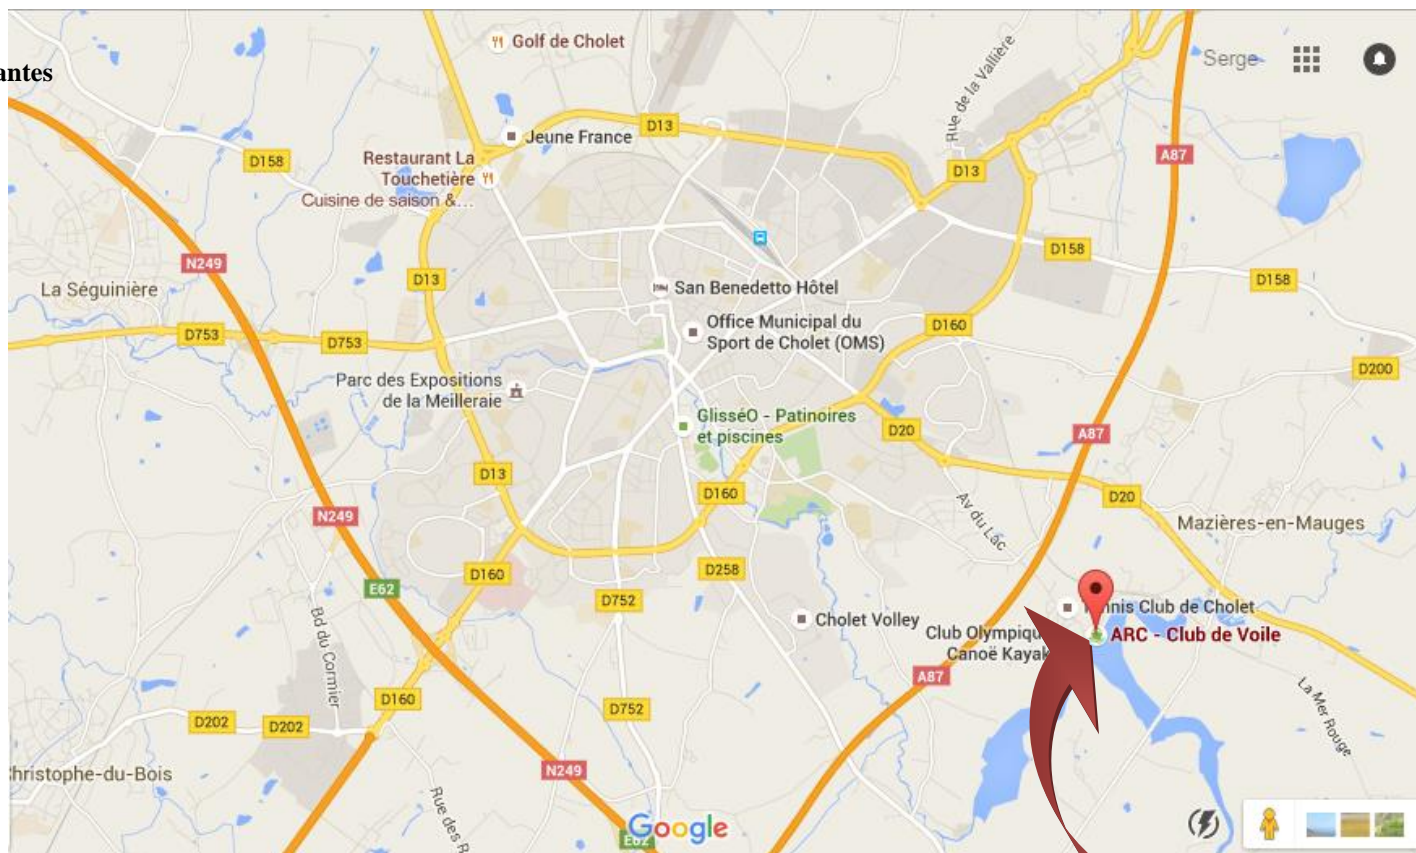 Golf de Cholet
Serge
antes
Rue de la Vallière
Jeune France
D13
D158
A87
Restaurant La
Touchetière
Cuisine de saison &...
D13
D158
N249
D13
D158
La Séguinière
San Benedetto Hôtel
Office Municipal du
Sport de Cholet (OMS)
D160
D753
D753
D200
Parc des Expositions
de la Meilleraie
GlisséO - Patinoires
et piscines
D20
A87
D13
D160
D20
Av du Lac
N249
Mazières-en-Mauges
D160
D258
E62
D752
Tennis Club de Cholet
Cholet Volley
Club Olympique
Canoë Kayak
ARC - Club de Voile
Bd du Cormier
A87
D160
D752
D202
D202
La Mer Rouge
hristophe-du-Bois
N249
Rue des
Google
E62